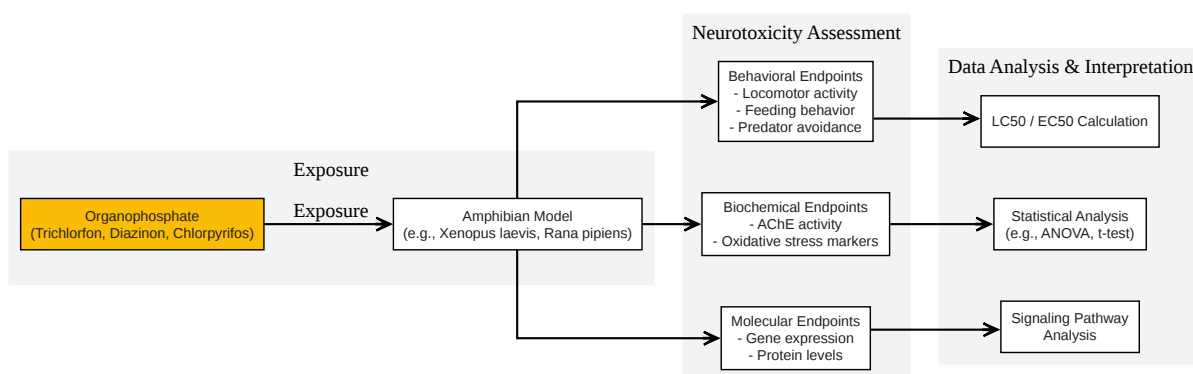 Neurotoxicity Assessment
Data Analysis & Interpretation
Exposure
Organophosphate
(Trichlorfon, Diazinon, Chlorpyrifos)
Exposure
Amphibian Model
(e.g., Xenopus laevis, Rana pipiens)
Behavioral Endpoints
- Locomotor activity
- Feeding behavior
- Predator avoidance
LC50 / EC50 Calculation
Biochemical Endpoints
- AChE activity
- Oxidative stress markers
Statistical Analysis
(e.g., ANOVA, t-test)
Molecular Endpoints
- Gene expression
- Protein levels
Signaling Pathway
Analysis